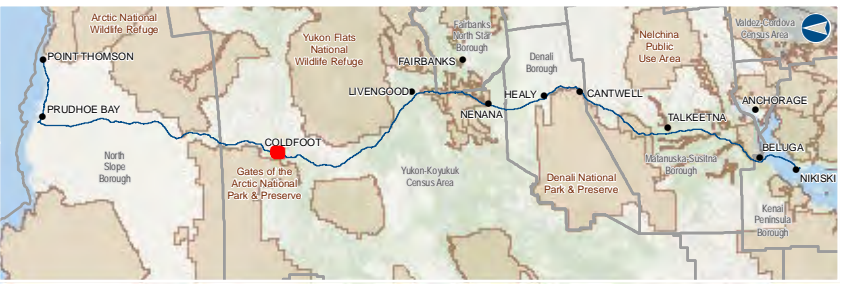 Arctic National
Wildlife Refuge
POINT THOMSON
PRUDHOE BAY
North
Slope
Borough
COLDFOOT
Gates of the
Arctic National
Park & Preserve
Yukon Flats
National
Wildlife Refuge
Fairbanks
North Star
Borough
FAIRBANKS
LIVENGOOD
NENANA
Yukon-Koyukuk
Census Area
Denali
Borough
HEALY
CANTWELL
Denali National
Park & Preserve
Nelchina
Public
Use Area
TALKEETNA
Matanuska-Susitna
Borough
Valdez-Cordova
Census Area
ANCHORAGE
BELUGA
NIKISKI
Kenai
Peninsula
Borough